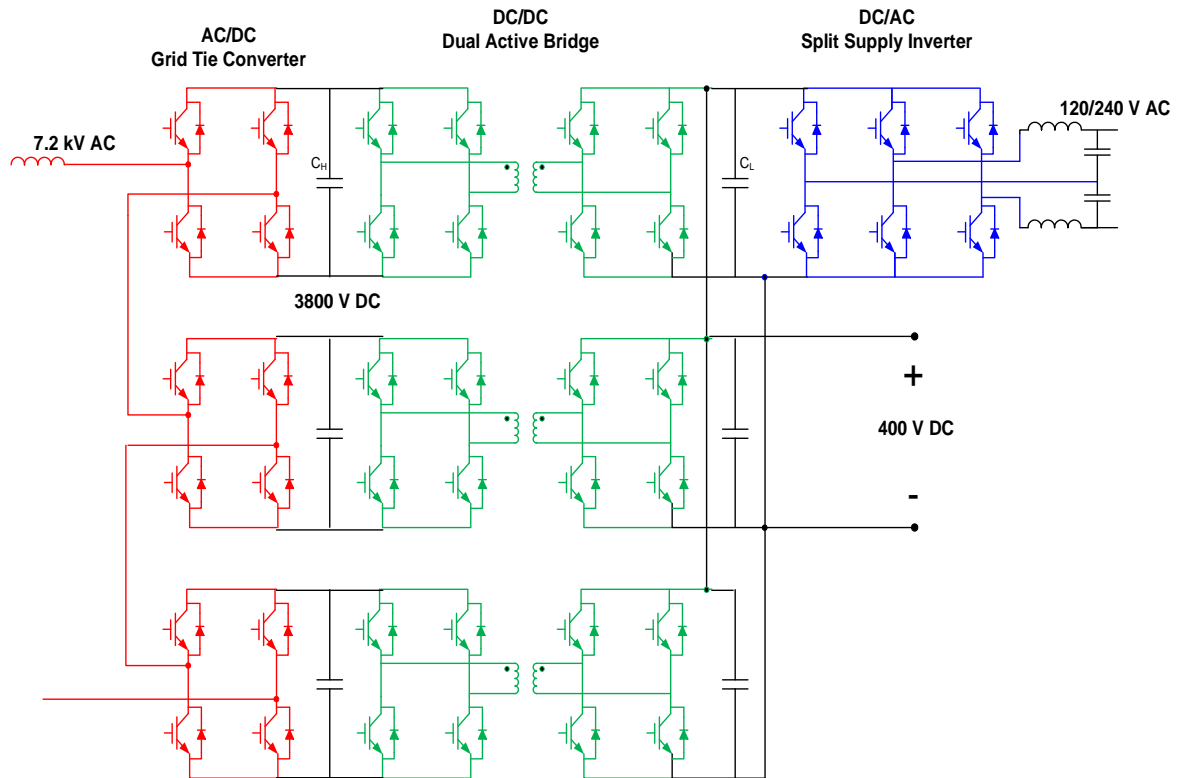 AC/DC
Grid Tie Converter
DC/DC
Dual Active Bridge
DC/AC
Split Supply Inverter
7.2 kV AC
CH
CL
120/240 V AC
3800 V DC
+
400 V DC
-